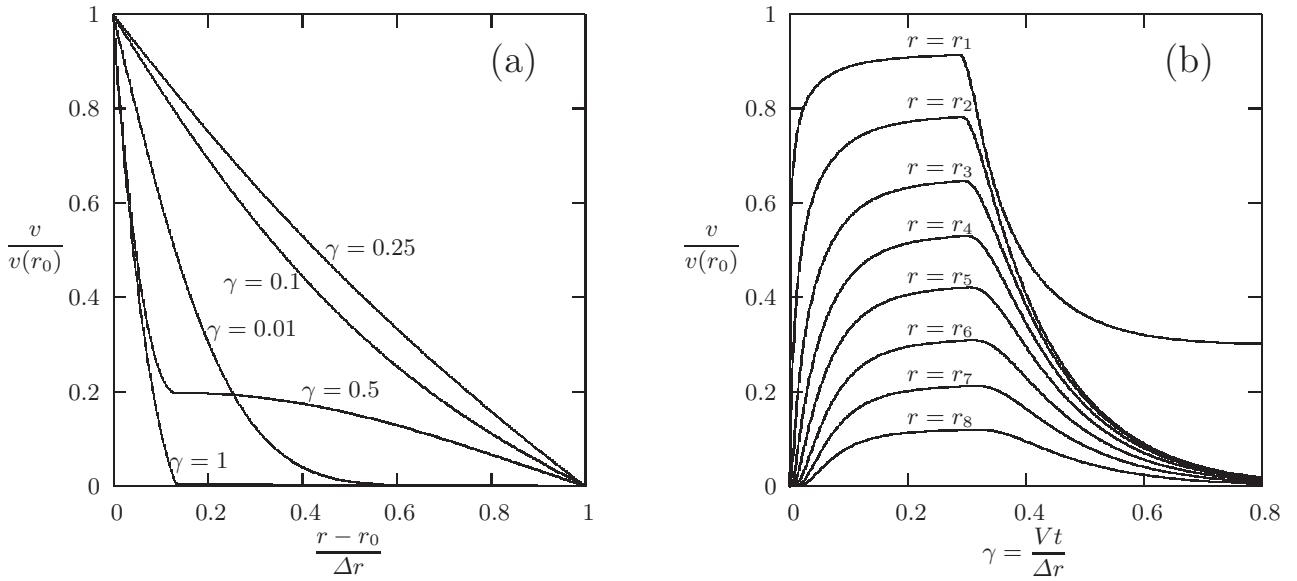 (a)
1
0.8
0.6
0.4
0.2
0
v
v(r₀)
γ = 0.25
γ = 0.1
γ = 0.01
γ = 0.5
γ = 1
0 0.2 0.4 0.6 0.8 1
r − r₀
Δr
(b)
1
0.8
0.6
0.4
0.2
0
v
v(r₀)
r = r₁
r = r₂
r = r₃
r = r₄
r = r₅
r = r₆
r = r₇
r = r₈
0 0.2 0.4 0.6 0.8
γ = Vt
Δr